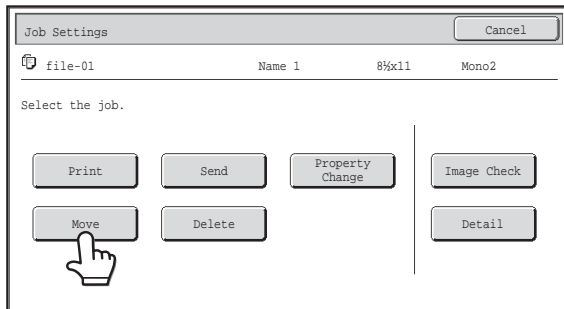 Job Settings Cancel
file-01 Name 1 8½x11 Mono2
Select the job.
Print Send Property Change Image Check
Move Delete Detail